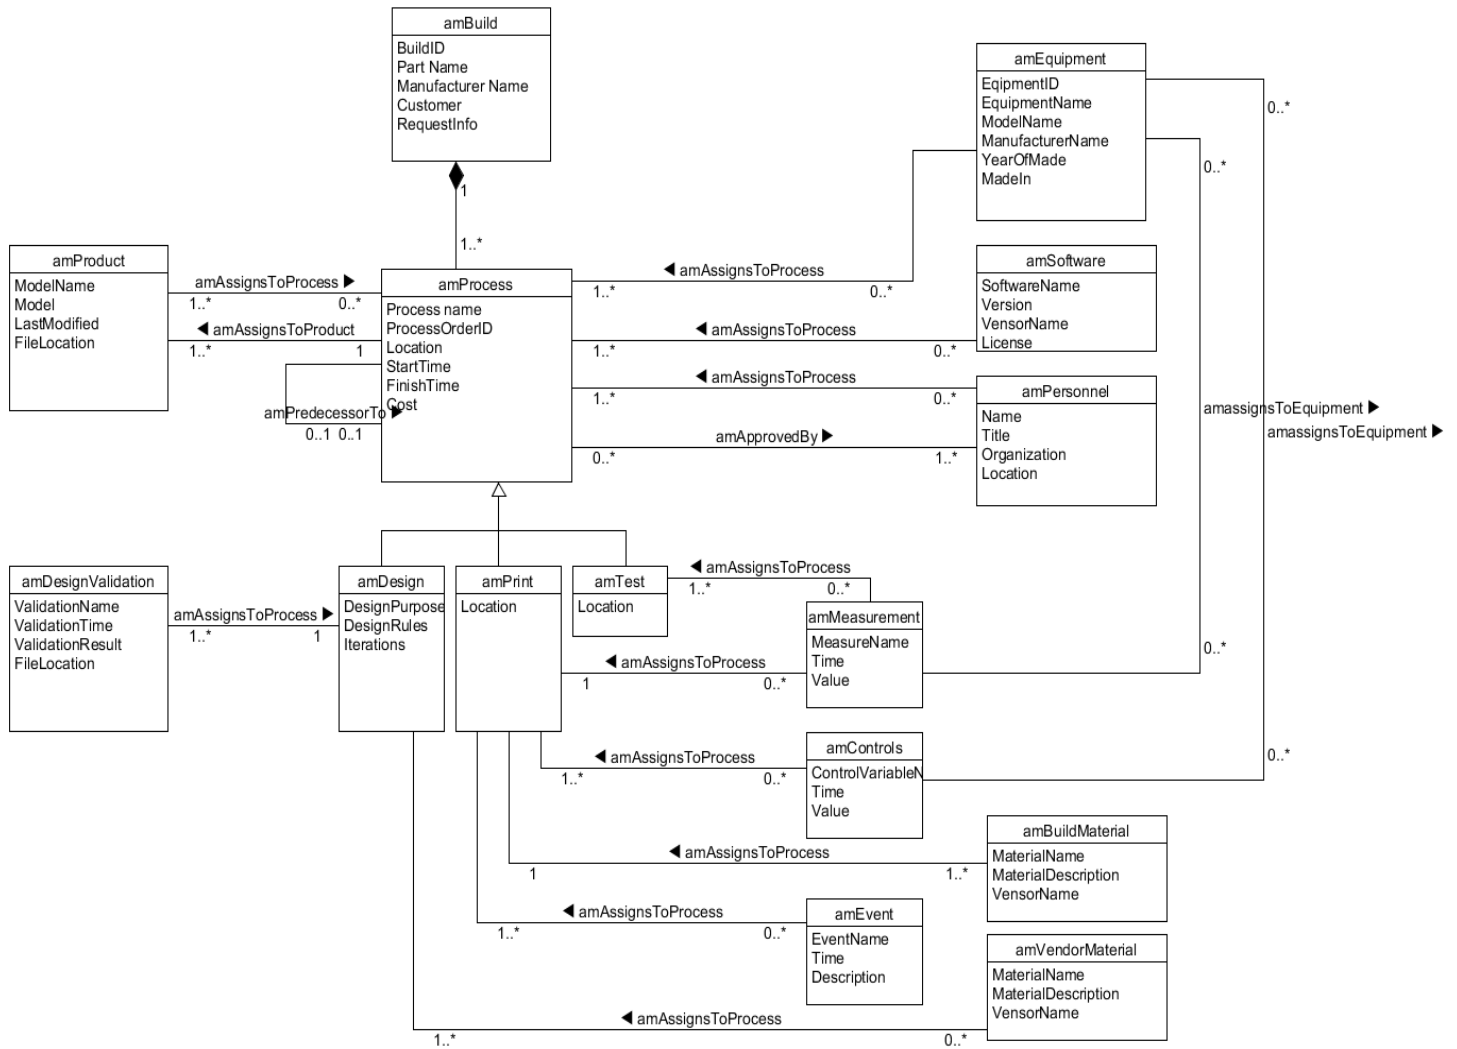 amBuild
BuildID
Part Name
Manufacturer Name
Customer
RequestInfo
1
1..*
amEquipment
EqipmentID
EquipmentName
ModelName
ManufacturerName
YearOfMade
MadeIn
0..*
0..*
amProduct
ModelName
Model
LastModified
FileLocation
amAssignsToProcess ▶
1..* 0..*
◀ amAssignsToProduct
1..* 1
amProcess
Process name
ProcessOrderID
Location
StartTime
FinishTime
Cost
amPredecessorTo ▶
0..1 0..1
◀ amAssignsToProcess
1..* 0..*
amSoftware
SoftwareName
Version
VensorName
License
◀ amAssignsToProcess
1..* 0..*
amPersonnel
Name
Title
Organization
Location
◀ amAssignsToProcess
1..* 0..*
amApprovedBy ▶
0..* 1..*
amassignsToEquipment ▶
amassignsToEquipment ▶
amDesignValidation
ValidationName
ValidationTime
ValidationResult
FileLocation
amAssignsToProcess ▶
1..* 1
amDesign
DesignPurpose
DesignRules
Iterations
amPrint
Location
amTest
Location
◀ amAssignsToProcess
1..* 0..*
amMeasurement
MeasureName
Time
Value
◀ amAssignsToProcess
1 0..*
0..*
amControls
ControlVariableN
Time
Value
◀ amAssignsToProcess
1..* 0..*
0..*
amBuildMaterial
MaterialName
MaterialDescription
VensorName
◀ amAssignsToProcess
1 1..*
amEvent
EventName
Time
Description
◀ amAssignsToProcess
1..* 0..*
amVendorMaterial
MaterialName
MaterialDescription
VensorName
◀ amAssignsToProcess
1..* 0..*